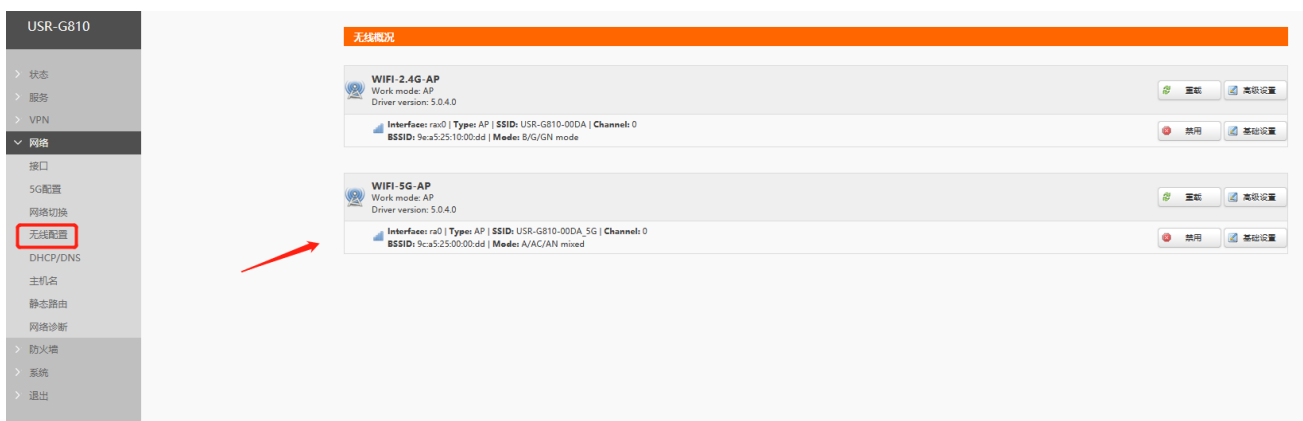 USR-G810
状态
服务
VPN
网络
接口
5G配置
网络切换
无线配置
DHCP/DNS
主机名
静态路由
网络诊断
防火墙
系统
退出
无线概况
WIFI-2.4G-AP
Work mode: AP
Driver version: 5.0.4.0
重载 高级设置
Interface: rax0 | Type: AP | SSID: USR-G810-00DA | Channel: 0
BSSID: 9e:a5:25:10:00:dd | Mode: B/G/GN mode
禁用 基础设置
WIFI-5G-AP
Work mode: AP
Driver version: 5.0.4.0
重载 高级设置
Interface: ra0 | Type: AP | SSID: USR-G810-00DA_5G | Channel: 0
BSSID: 9c:a5:25:00:00:dd | Mode: A/AC/AN mixed
禁用 基础设置